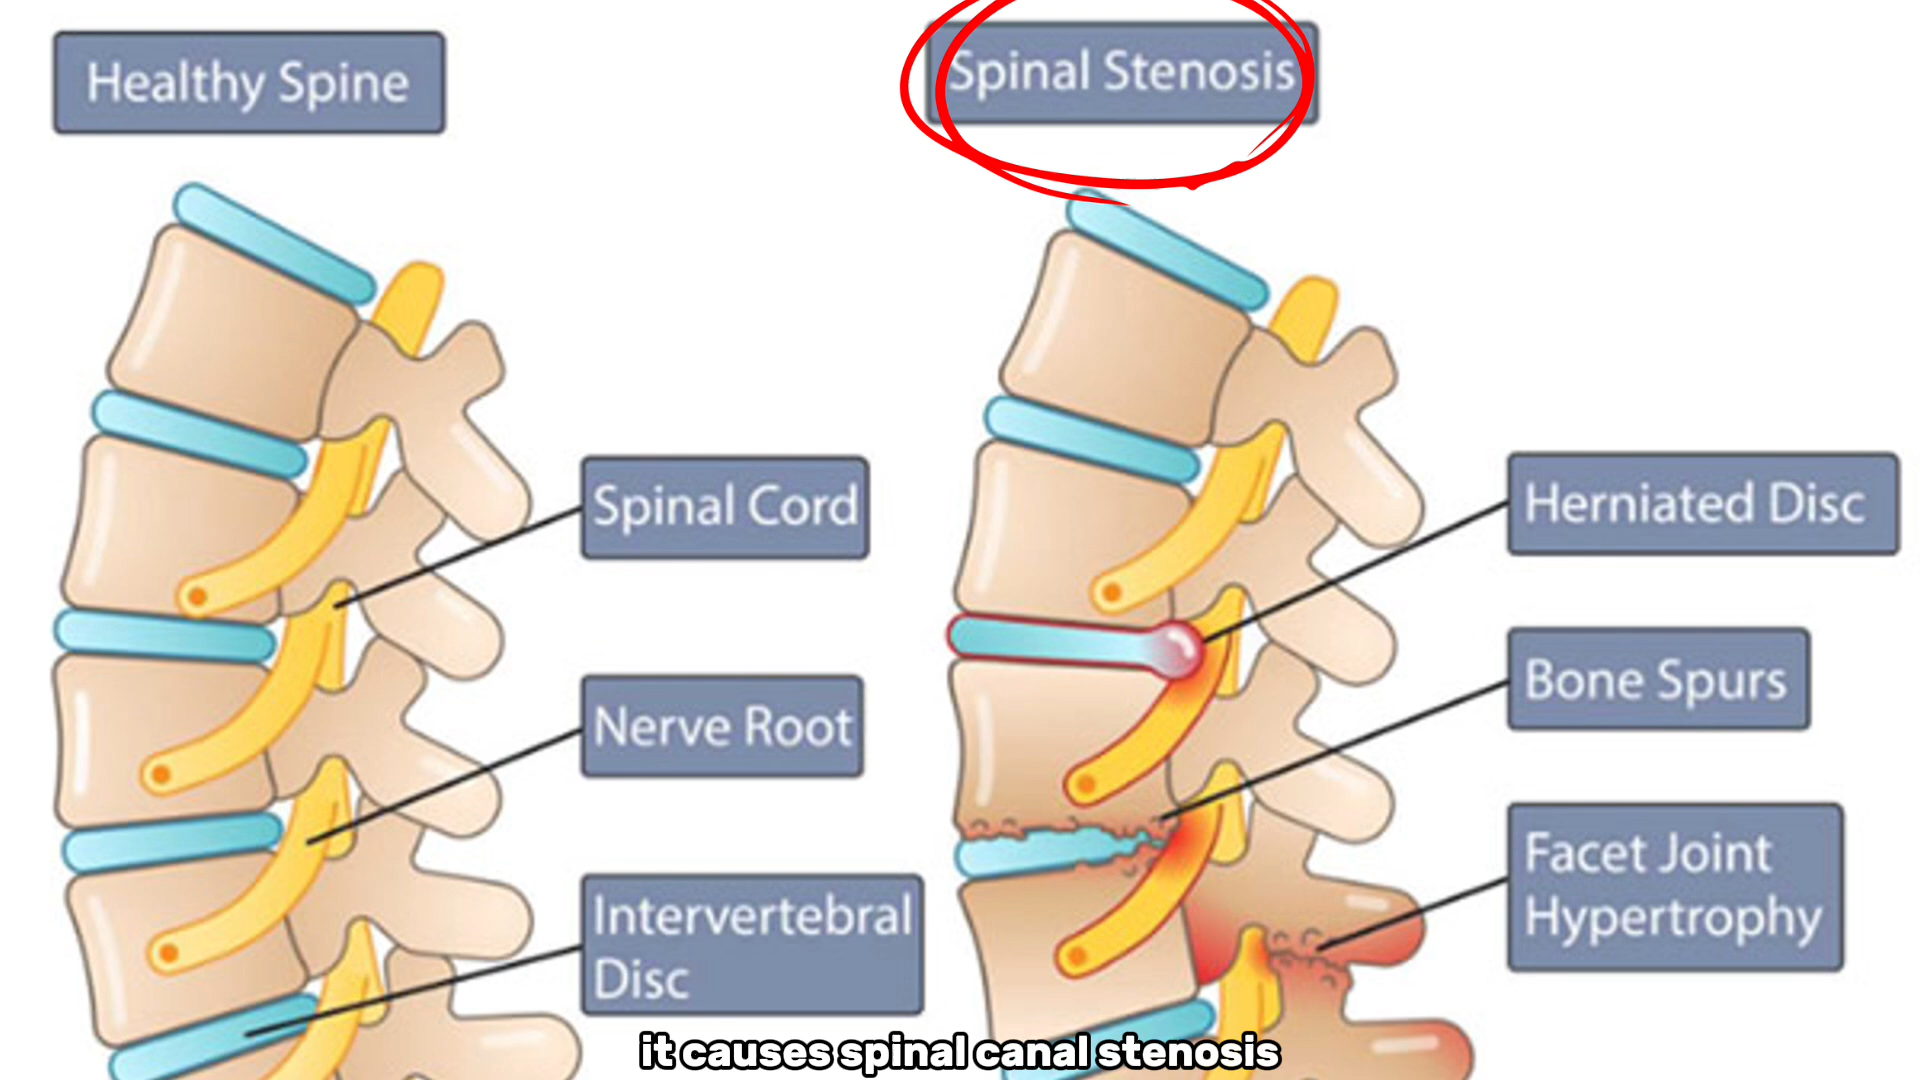 Healthy Spine
Spinal Stenosis
Spinal Cord
Herniated Disc
Nerve Root
Bone Spurs
Intervertebral
Disc
Facet Joint
Hypertrophy
it causes spinal canal stenosis